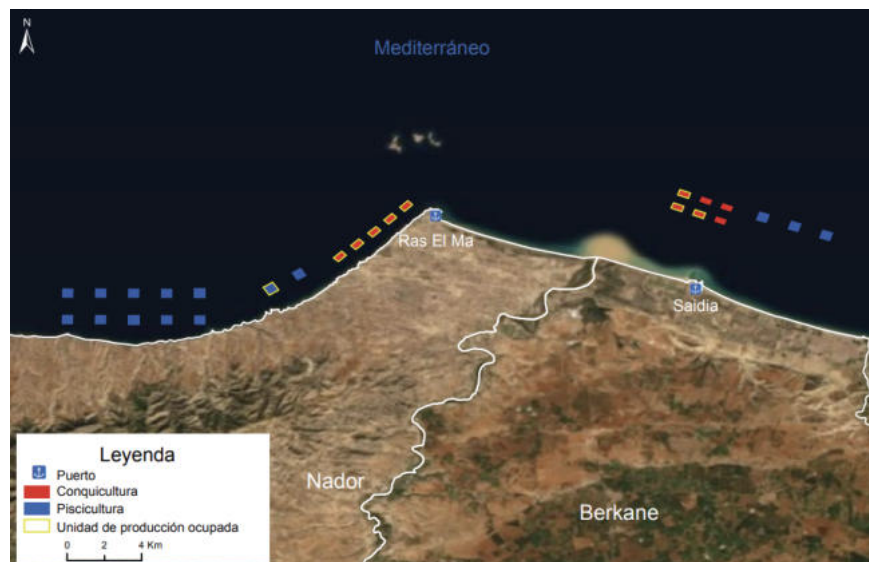 N
Mediterráneo
Ras El Ma
Saidia
Nador
Berkane
Leyenda
Puerto
Conquicultura
Piscicultura
Unidad de producción ocupada
0 2 4 Km